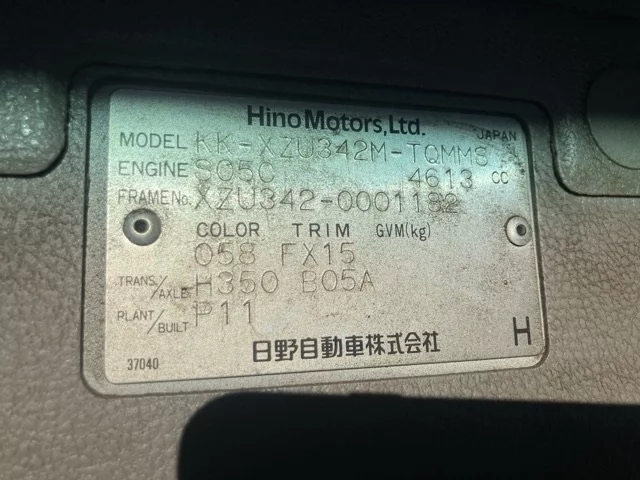 Hino Motors, Ltd.
JAPAN
MODEL KK-XZU342M-TQMMS
ENGINE S05C 4613 cc
FRAME No. XZU342-0001182
COLOR TRIM GVM(kg)
058 FX15
TRANS./AXLE H350 B05A
PLANT/BUILT P11
日野自動車株式会社
H
37040